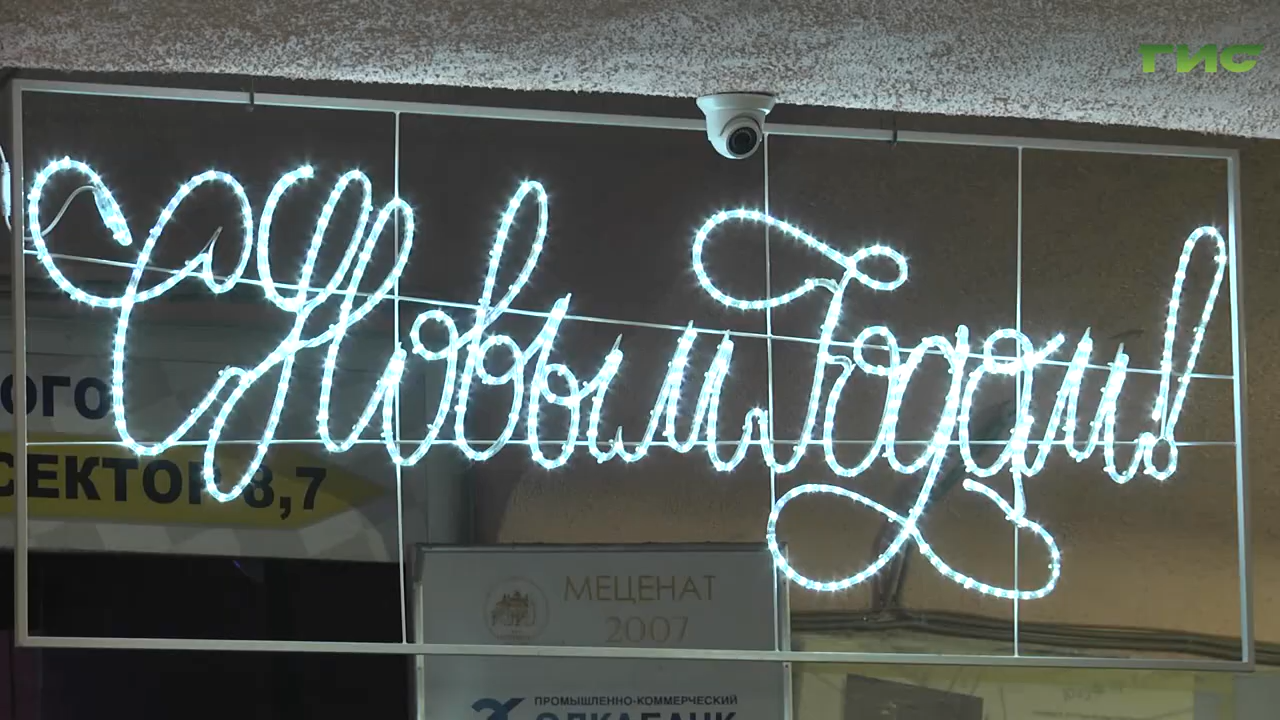 ГИС
С Новым Годом!
ОГО
СЕКТОР 8,7
МЕЦЕНАТ
2007
ПРОМЫШЛЕННО-КОММЕРЧЕСКИЙ